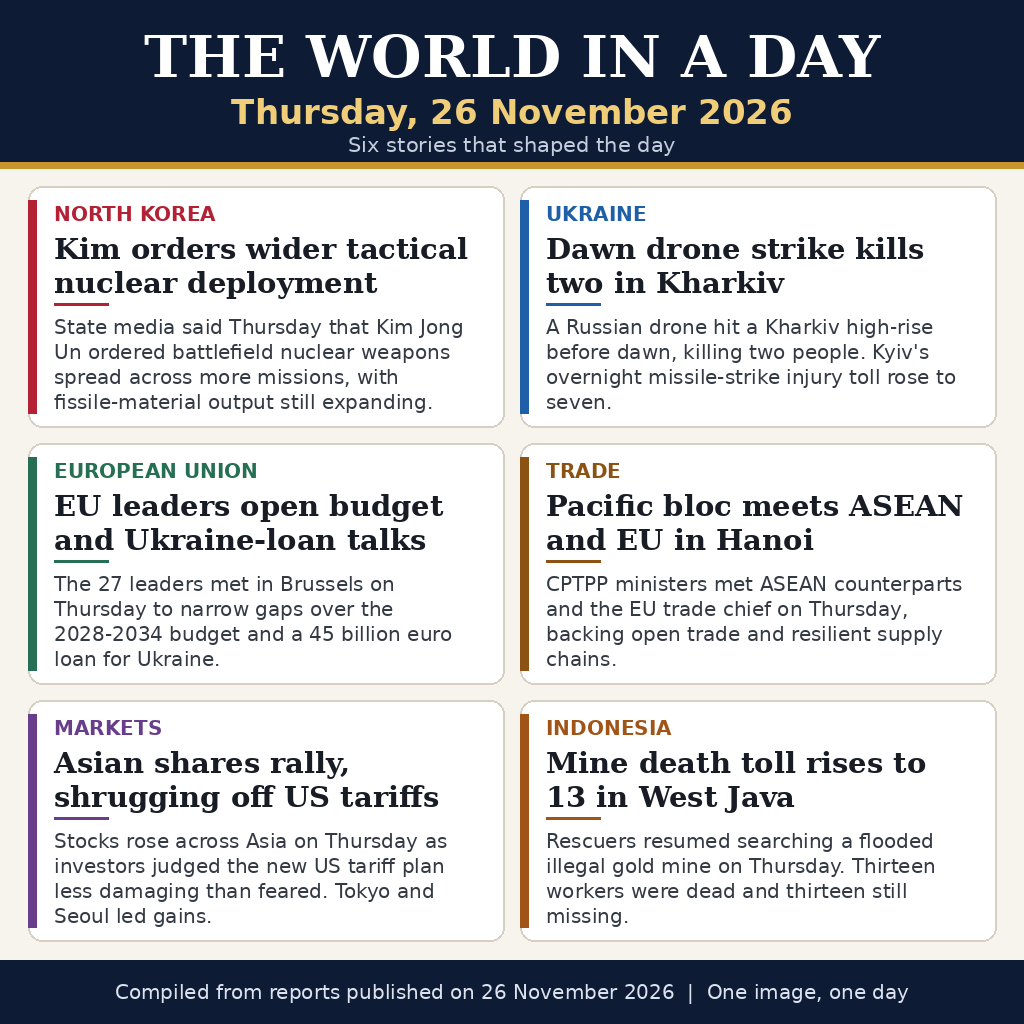 THE WORLD IN A DAY
Thursday, 26 November 2026
Six stories that shaped the day
NORTH KOREA
Kim orders wider tactical
nuclear deployment
State media said Thursday that Kim Jong
Un ordered battlefield nuclear weapons
spread across more missions, with
fissile-material output still expanding.
UKRAINE
Dawn drone strike kills
two in Kharkiv
A Russian drone hit a Kharkiv high-rise
before dawn, killing two people. Kyiv's
overnight missile-strike injury toll rose to
seven.
EUROPEAN UNION
EU leaders open budget
and Ukraine-loan talks
The 27 leaders met in Brussels on
Thursday to narrow gaps over the
2028-2034 budget and a 45 billion euro
loan for Ukraine.
TRADE
Pacific bloc meets ASEAN
and EU in Hanoi
CPTPP ministers met ASEAN counterparts
and the EU trade chief on Thursday,
backing open trade and resilient supply
chains.
MARKETS
Asian shares rally,
shrugging off US tariffs
Stocks rose across Asia on Thursday as
investors judged the new US tariff plan
less damaging than feared. Tokyo and
Seoul led gains.
INDONESIA
Mine death toll rises to
13 in West Java
Rescuers resumed searching a flooded
illegal gold mine on Thursday. Thirteen
workers were dead and thirteen still
missing.
Compiled from reports published on 26 November 2026 | One image, one day